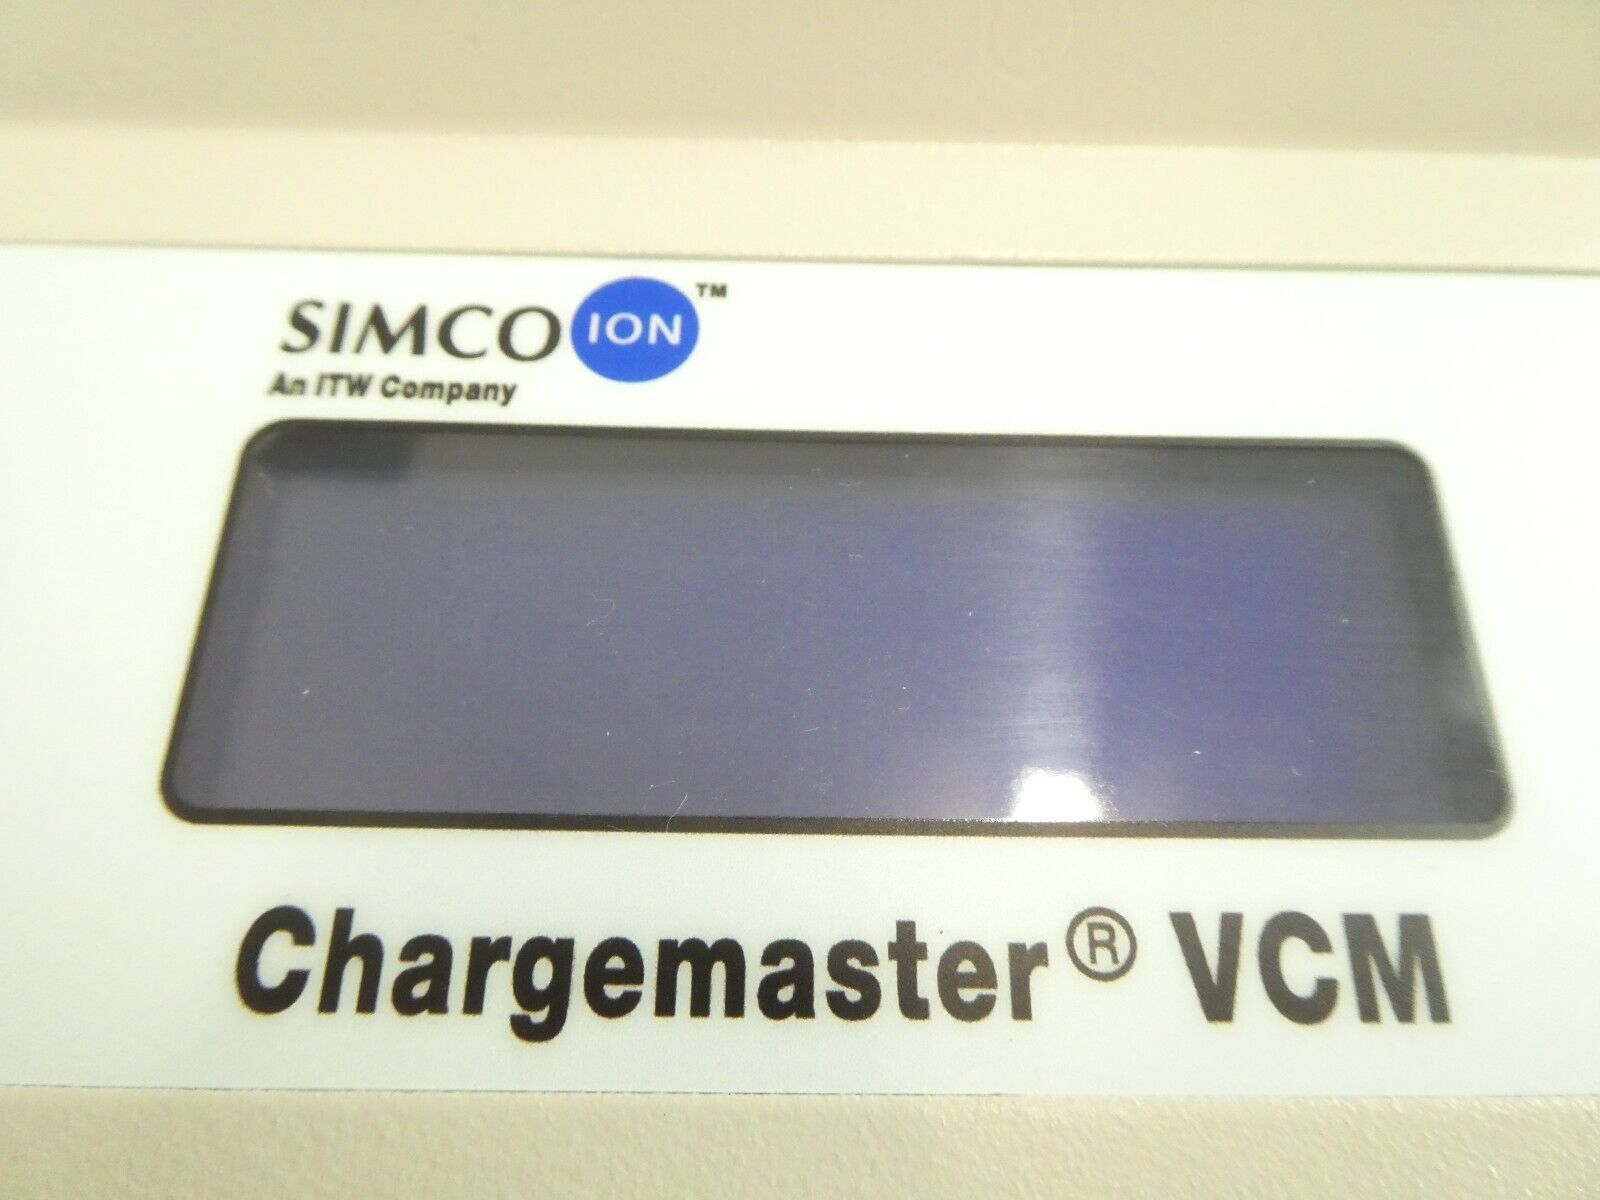 SIMCO ION™
An ITW Company
Chargemaster® VCM